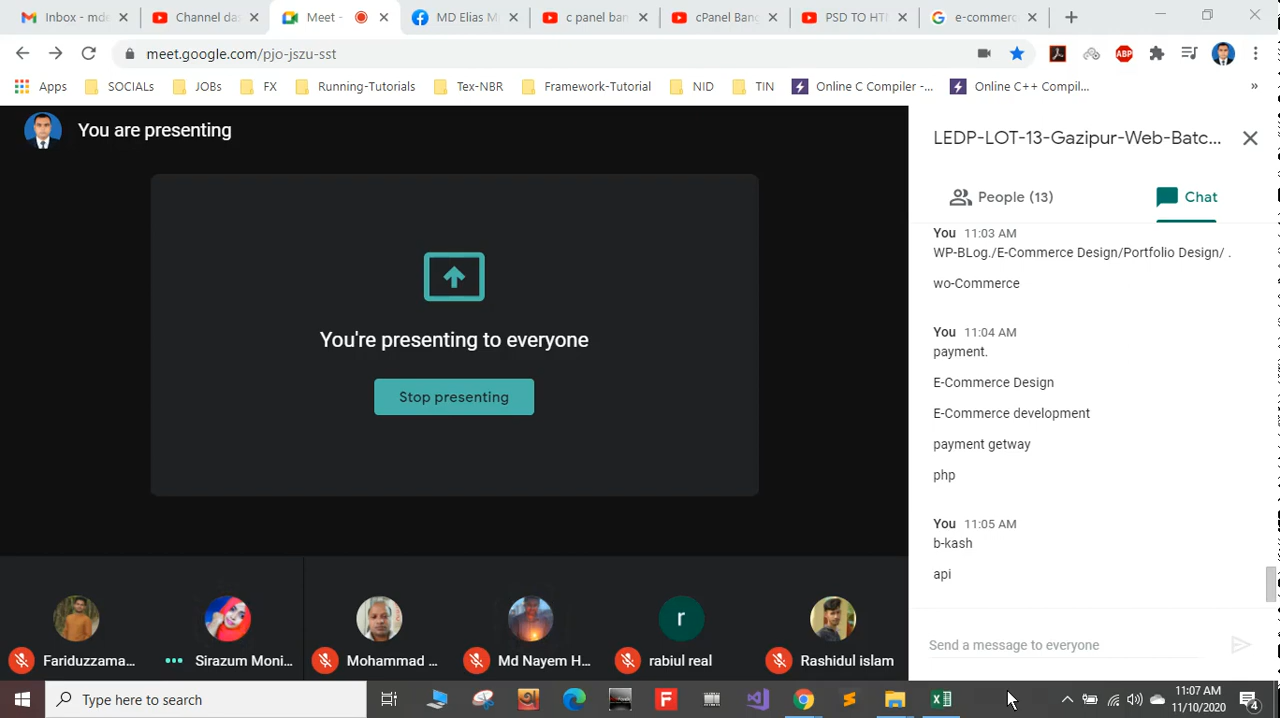 Inbox - md
Channel da
Meet -
MD Elias M
c panel ban
cPanel Bang
PSD TO HT
e-commerc
meet.google.com/pjo-jszu-sst
ABP
Apps
SOCIALs
JOBs
FX
Running-Tutorials
Tex-NBR
Framework-Tutorial
NID
TIN
Online C Compiler -...
Online C++ Compil...
»
You are presenting
LEDP-LOT-13-Gazipur-Web-Batc...
People (13)
Chat
You 11:03 AM
WP-BLog./E-Commerce Design/Portfolio Design/ .
wo-Commerce
You 11:04 AM
payment.
E-Commerce Design
E-Commerce development
payment getway
php
You 11:05 AM
b-kash
api
You're presenting to everyone
Stop presenting
r
Fariduzzama...
Sirazum Moni...
Mohammad ...
Md Nayem H...
rabiul real
Rashidul islam
Send a message to everyone
Type here to search
11:07 AM
11/10/2020
4